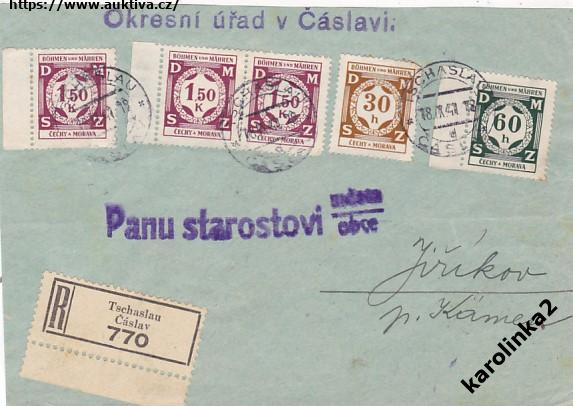 https://www.auktiva.cz/
Okresní úřad v Čáslavi.
BÖHMEN UND MÄHREN
D M
1.50
K
S Z
ČECHY A MORAVA
BÖHMEN UND MÄHREN
D M
1.50
K
S Z
ČECHY A MORAVA
BÖHMEN UND MÄHREN
D M
1.50
K
S Z
ČECHY A MORAVA
BÖHMEN UND MÄHREN
D M
30
h
S Z
ČECHY A MORAVA
BÖHMEN UND MÄHREN
D M
60
h
S Z
ČECHY A MORAVA
TSCHASLAU
Panu starostovi města
obce
Jiříkov
p. Kámen
R
Tschaslau
Čáslav
770
karolinka2